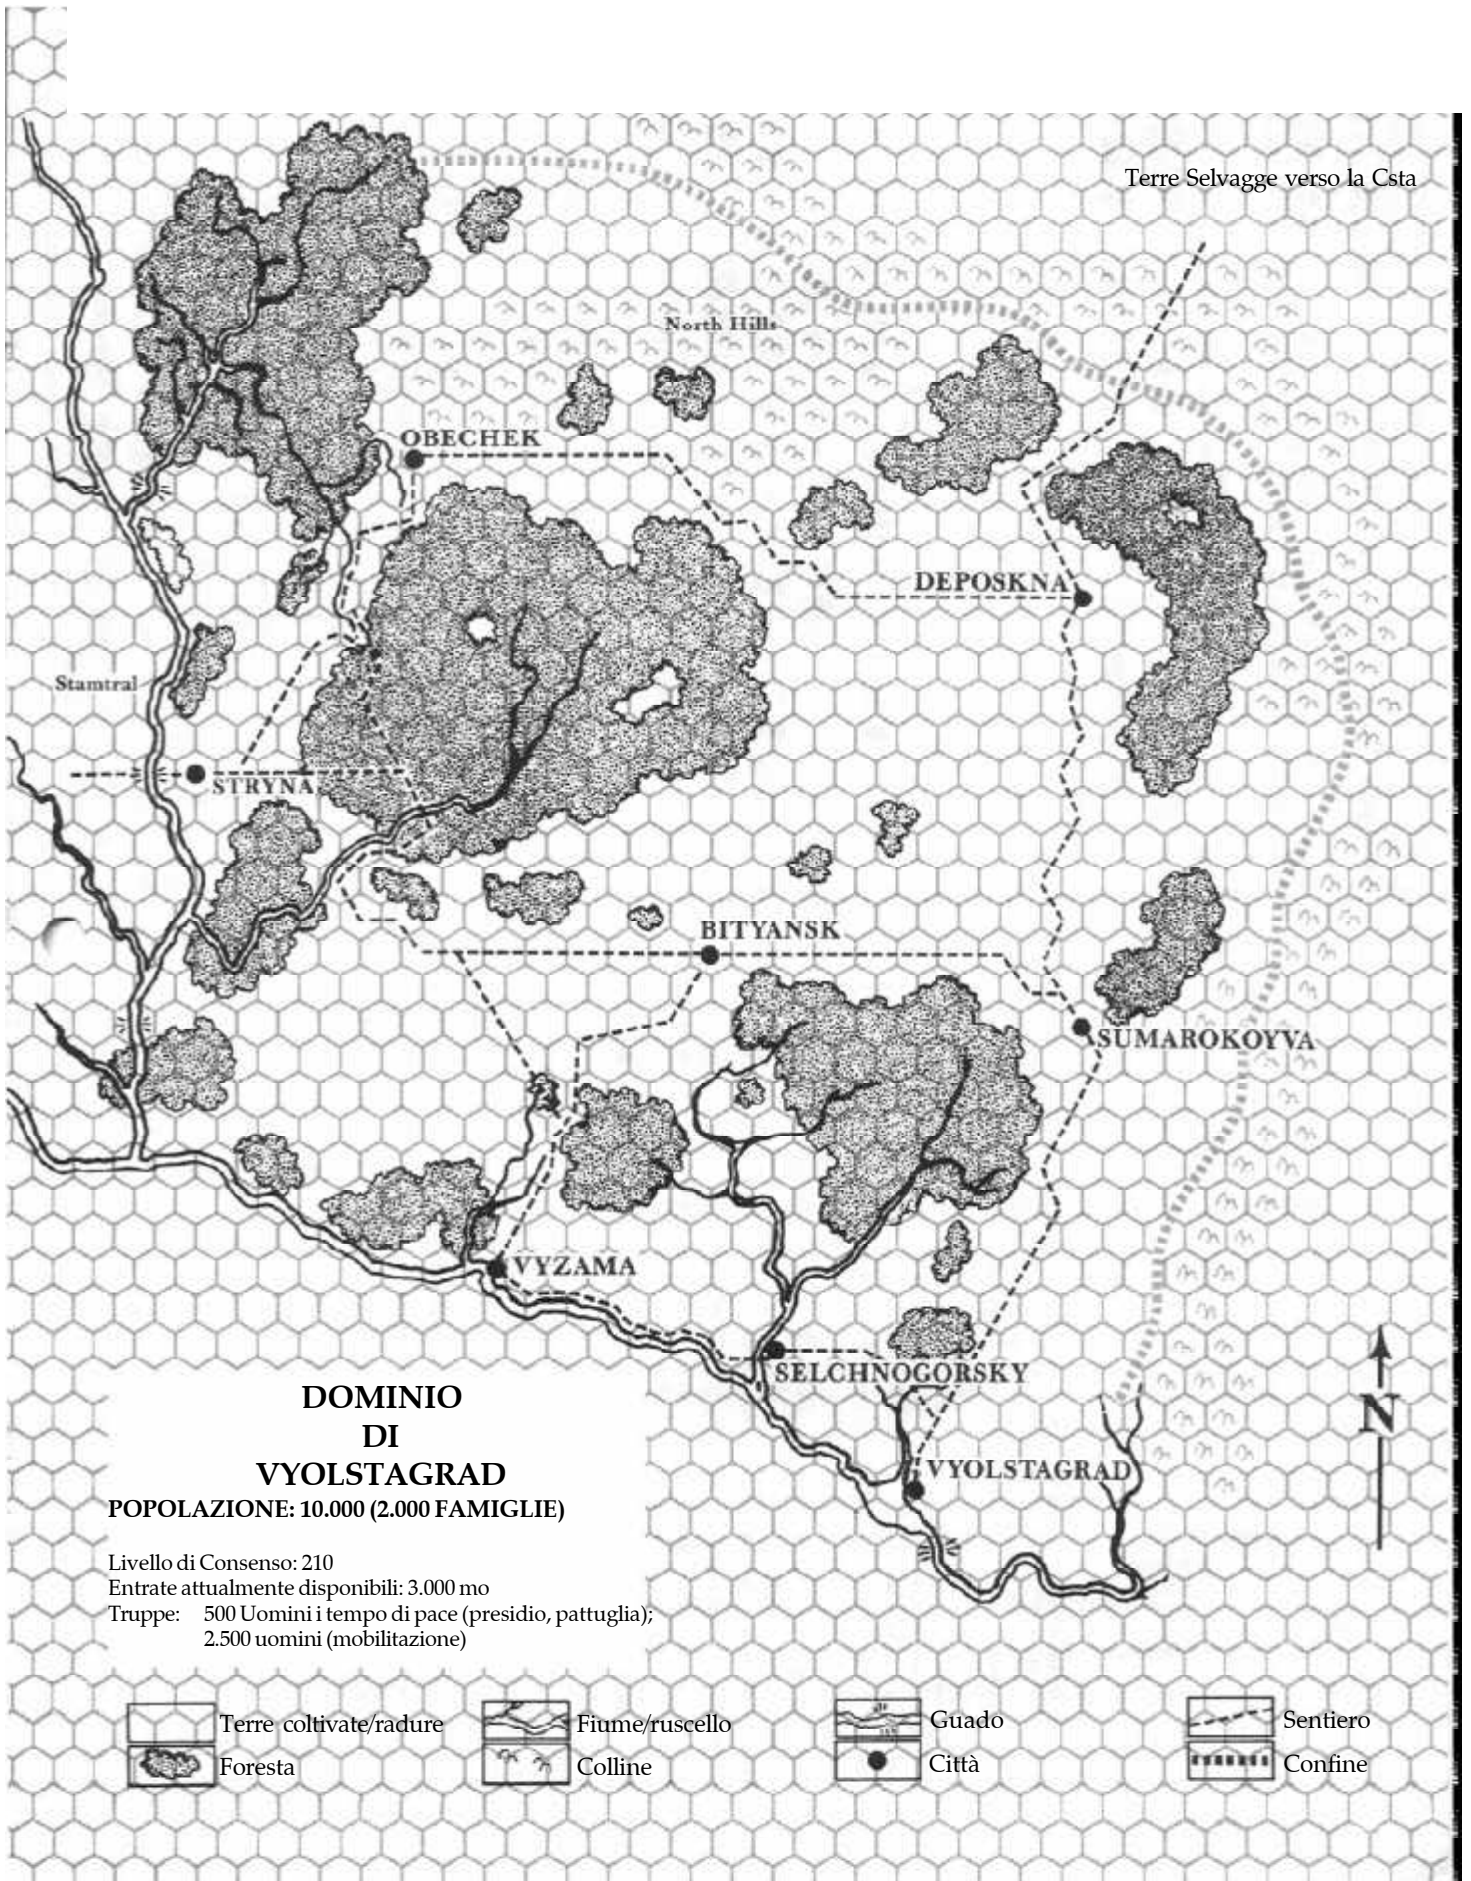 Terre Selvagge verso la Csta
North Hills
OBECHEK
DEPOSKNA
Stamtral
STRYNA
BITYANSK
SUMAROKOYVA
VYZAMA
SELCHNOGORSKY
VYOLSTAGRAD
N
DOMINIO
DI
VYOLSTAGRAD
POPOLAZIONE: 10.000 (2.000 FAMIGLIE)
Livello di Consenso: 210
Entrate attualmente disponibili: 3.000 mo
Truppe: 500 Uomini i tempo di pace (presidio, pattuglia);
2.500 uomini (mobilitazione)
Terre coltivate/radure
Fiume/ruscello
Guado
Sentiero
Foresta
Colline
Città
Confine